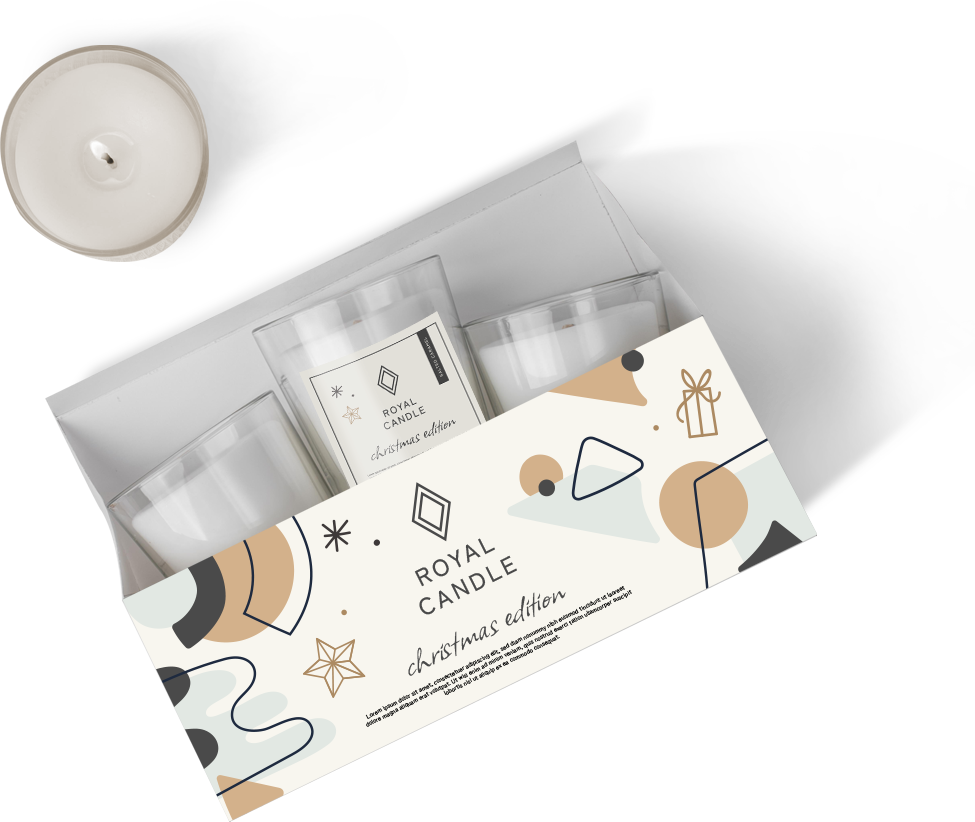 SALTED CARAMEL
ROYAL
CANDLE
christmas edition
ROYAL
CANDLE
christmas edition
Lorem ipsum dolor sit amet, consectetuer adipiscing elit, sed diam nonummy nibh euismod tincidunt ut laoreet
dolore magna aliquam erat volutpat. Ut wisi enim ad minim veniam, quis nostrud exerci tation ullamcorper suscipit
lobortis nisl ut aliquip ex ea commodo consequat.